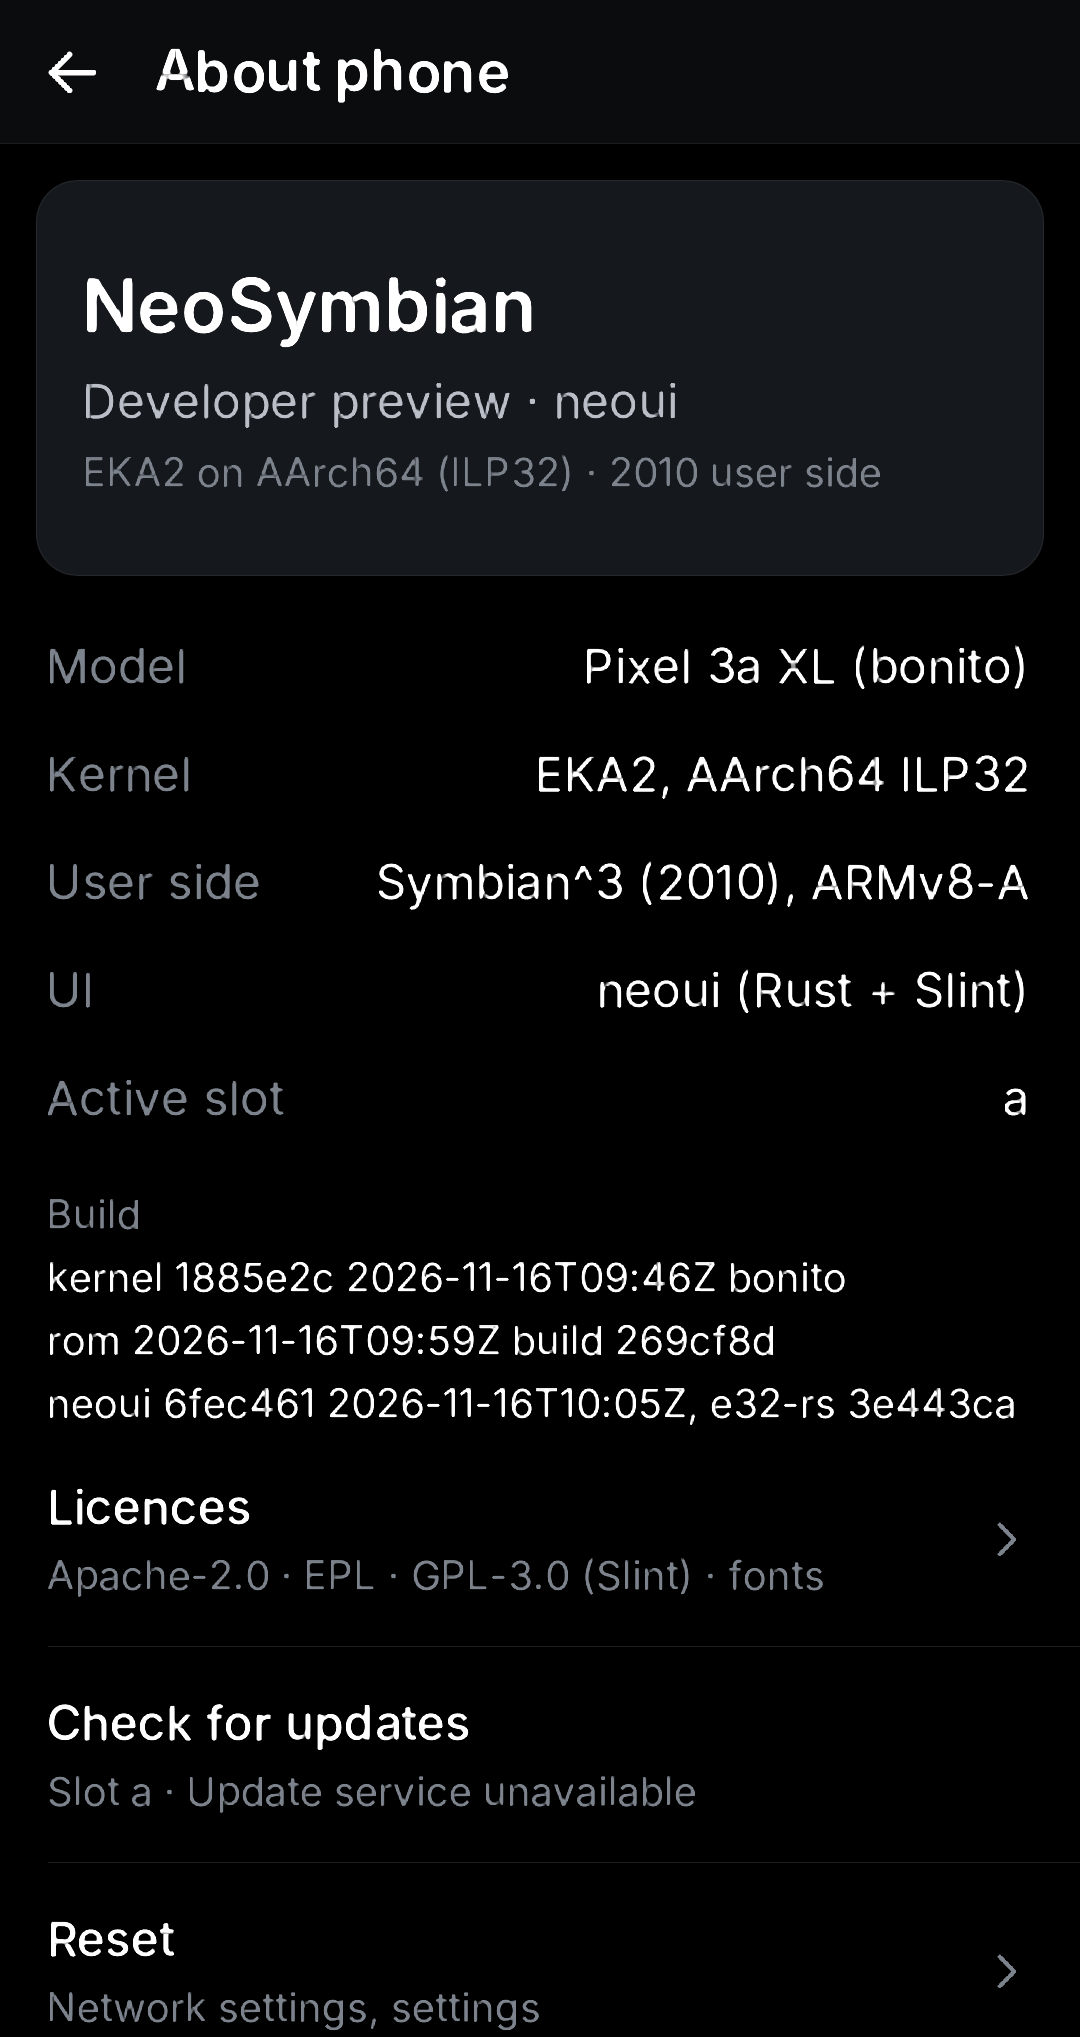 About phone
NeoSymbian
Developer preview · neoui
EKA2 on AArch64 (ILP32) · 2010 user side
Model Pixel 3a XL (bonito)
Kernel EKA2, AArch64 ILP32
User side Symbian^3 (2010), ARMv8-A
UI neoui (Rust + Slint)
Active slot a
Build
kernel 1885e2c 2026-11-16T09:46Z bonito
rom 2026-11-16T09:59Z build 269cf8d
neoui 6fec461 2026-11-16T10:05Z, e32-rs 3e443ca
Licences
Apache-2.0 · EPL · GPL-3.0 (Slint) · fonts
Check for updates
Slot a · Update service unavailable
Reset
Network settings, settings